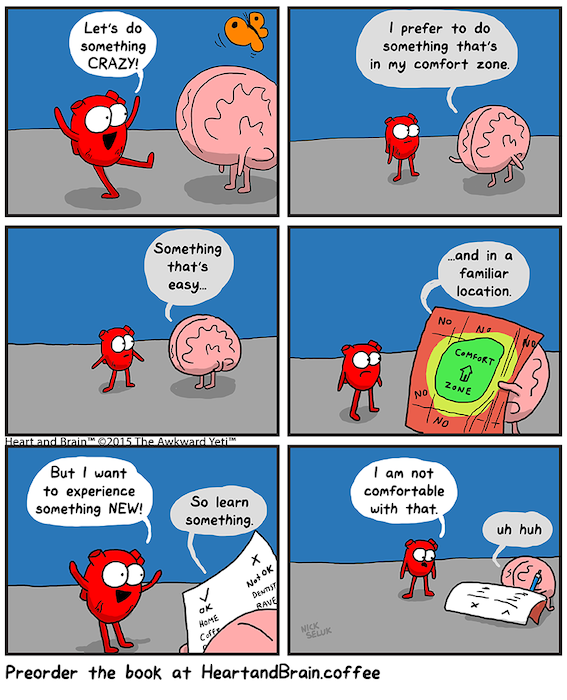 Let's do
something
CRAZY!
I prefer to do
something that's
in my comfort zone.
Something
that's
easy...
...and in a
familiar
location.
NO
NO
NO
COMFORT
ZONE
NO
NO
NO
Heart and Brain™ ©2015 The Awkward Yeti™
But I want
to experience
something NEW!
So learn
something.
✓
OK
HOME
X
Not OK
DENTIST
RAVE
I am not
comfortable
with that.
uh huh
X
NICK
SELUK
Preorder the book at HeartandBrain.coffee